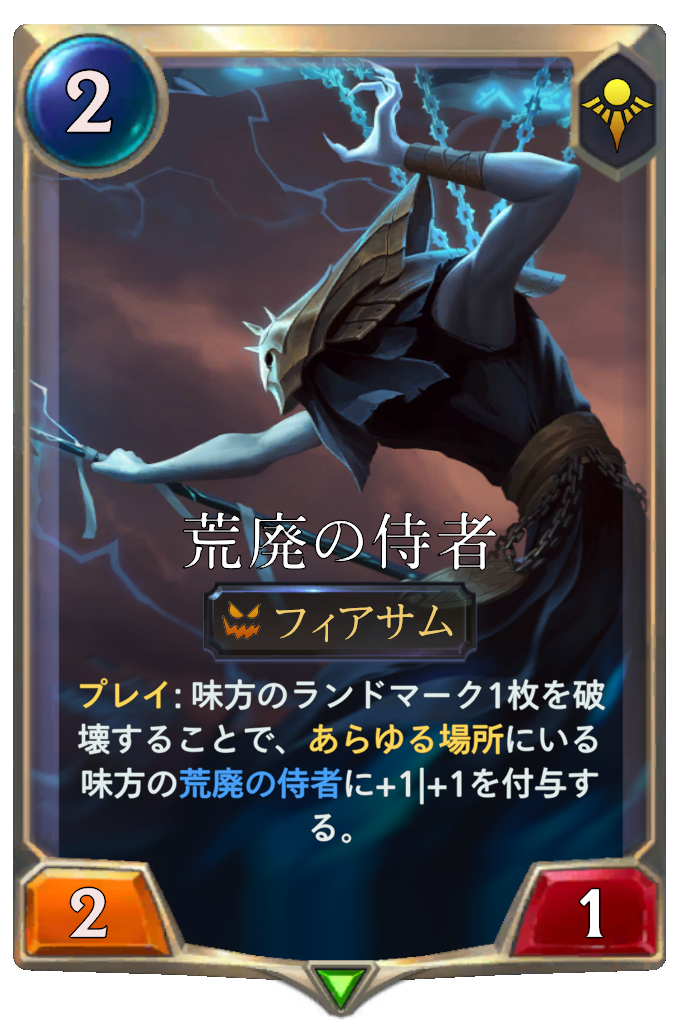 2
荒廃の侍者
フィアサム
プレイ: 味方のランドマーク1枚を破
壊することで、あらゆる場所にいる
味方の荒廃の侍者に+1|+1を付与す
る。
2
1